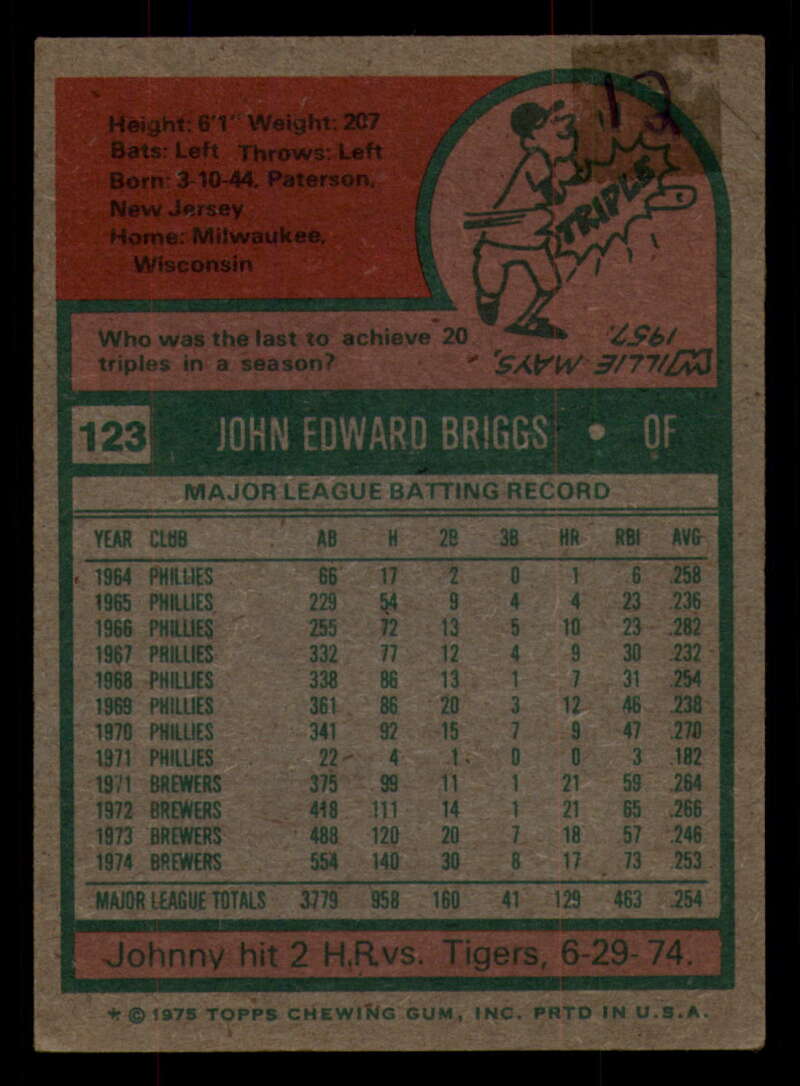 12
Height: 6'1" Weight: 207
Bats: Left Throws: Left
Born: 3-10-44, Paterson,
New Jersey
Home: Milwaukee,
Wisconsin
TRIPLE
Who was the last to achieve 20
triples in a season?
WILLIE MAYS,
1957.
123 JOHN EDWARD BRIGGS • OF
MAJOR LEAGUE BATTING RECORD
YEAR CLUB AB H 2B 3B HR RBI AVG
1964 PHILLIES 66 17 2 0 1 6 .258
1965 PHILLIES 229 54 9 4 4 23 .236
1966 PHILLIES 255 72 13 5 10 23 .282
1967 PHILLIES 332 77 12 4 9 30 .232
1968 PHILLIES 338 86 13 1 7 31 .254
1969 PHILLIES 361 86 20 3 12 46 .238
1970 PHILLIES 341 92 15 7 9 47 .270
1971 PHILLIES 22 4 1 0 0 3 .182
1971 BREWERS 375 99 11 1 21 59 .264
1972 BREWERS 418 111 14 1 21 65 .266
1973 BREWERS 488 120 20 7 18 57 .246
1974 BREWERS 554 140 30 8 17 73 .253
MAJOR LEAGUE TOTALS 3779 958 160 41 129 463 .254
Johnny hit 2 H.R. vs. Tigers, 6-29-74.
* © 1975 TOPPS CHEWING GUM, INC. PRTD IN U.S.A.